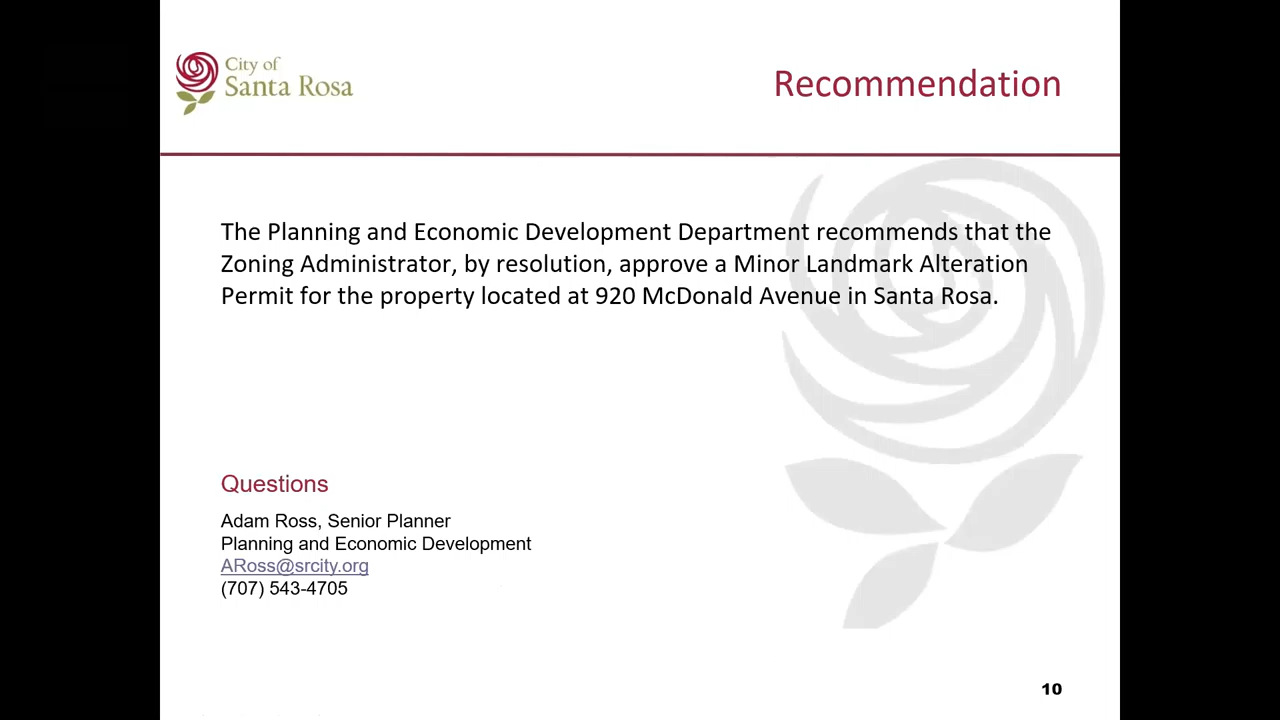 City of
Santa Rosa
Recommendation
The Planning and Economic Development Department recommends that the
Zoning Administrator, by resolution, approve a Minor Landmark Alteration
Permit for the property located at 920 McDonald Avenue in Santa Rosa.
Questions
Adam Ross, Senior Planner
Planning and Economic Development
ARoss@srcity.org
(707) 543-4705
10